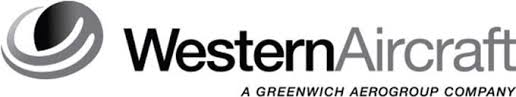 WesternAircraft
A GREENWICH AEROGROUP COMPANY